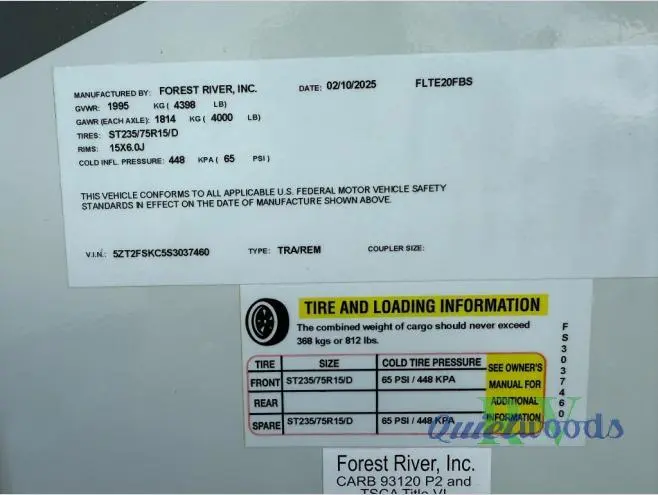 MANUFACTURED BY: FOREST RIVER, INC. DATE: 02/10/2025 FLTE20FBS
GVWR: 1995 KG ( 4398 LB)
GAWR (EACH AXLE): 1814 KG ( 4000 LB)
TIRES: ST235/75R15/D
RIMS: 15X6.0J
COLD INFL. PRESSURE: 448 KPA ( 65 PSI )
THIS VEHICLE CONFORMS TO ALL APPLICABLE U.S. FEDERAL MOTOR VEHICLE SAFETY
STANDARDS IN EFFECT ON THE DATE OF MANUFACTURE SHOWN ABOVE.
V.I.N.: 5ZT2FSKC5S3037460 TYPE: TRA/REM COUPLER SIZE:
TIRE AND LOADING INFORMATION
The combined weight of cargo should never exceed
368 kgs or 812 lbs.
TIRE SIZE COLD TIRE PRESSURE SEE OWNER'S
FRONT ST235/75R15/D 65 PSI / 448 KPA MANUAL FOR
REAR ADDITIONAL
SPARE ST235/75R15/D 65 PSI / 448 KPA INFORMATION
FS3037460
RV
Quietwoods
Forest River, Inc.
CARB 93120 P2 and
TSCA Title VI